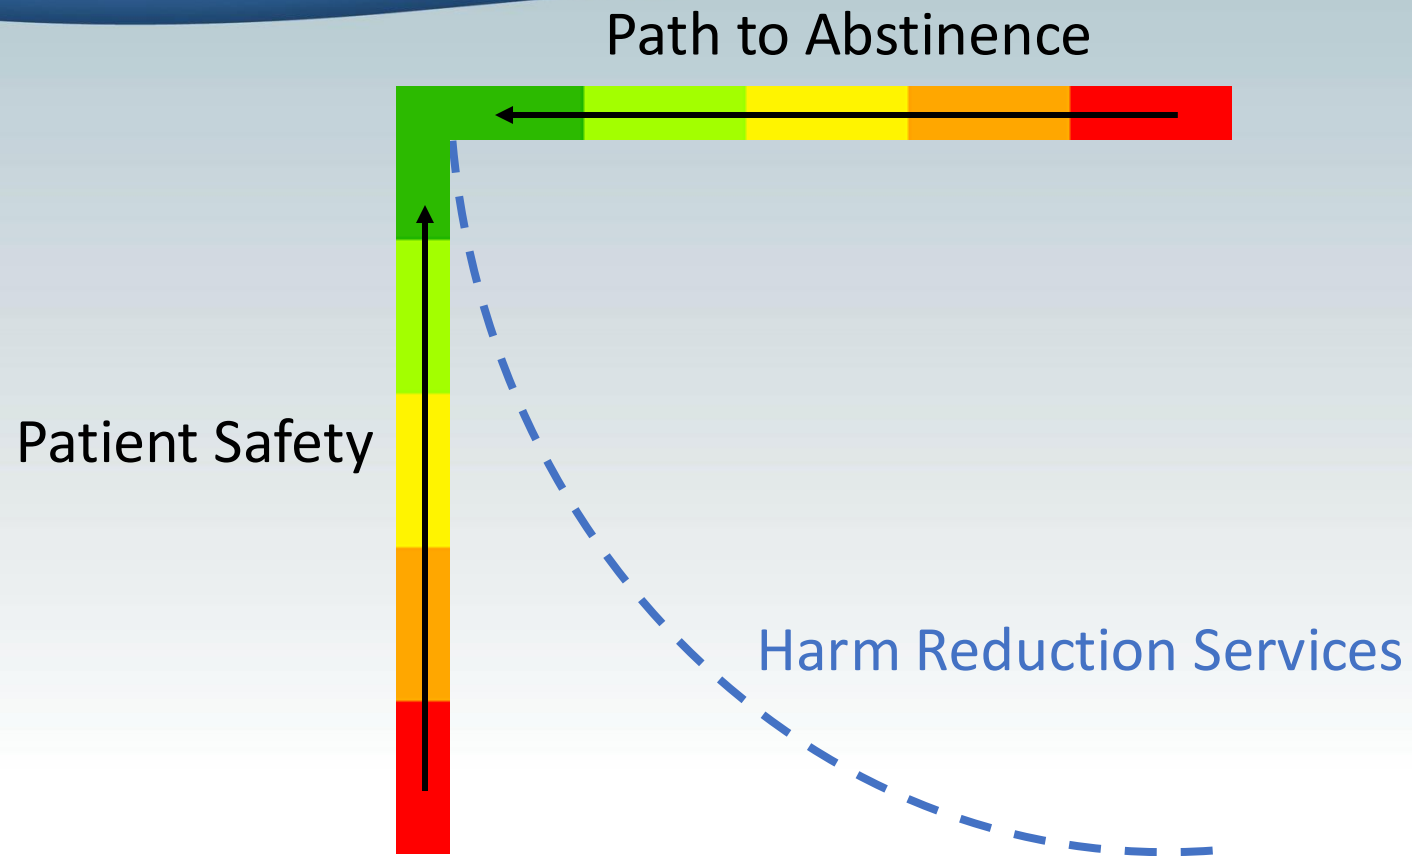 Path to Abstinence
Patient Safety
Harm Reduction Services